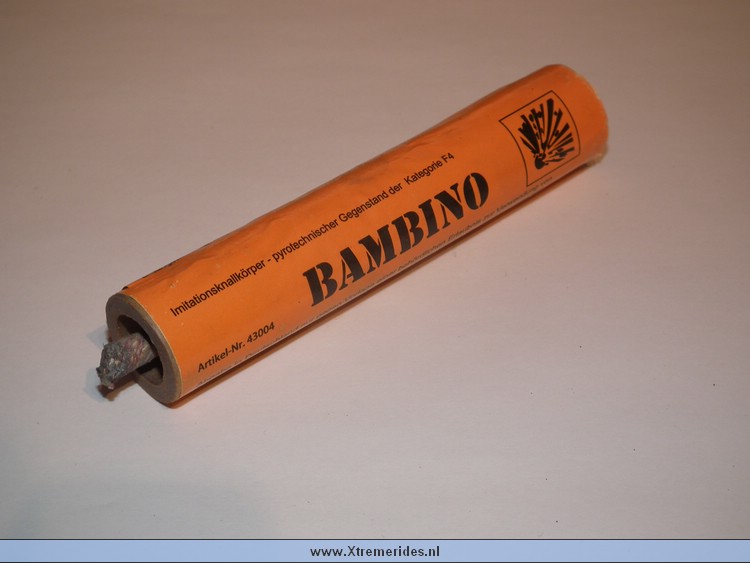 Imitationsknallkörper - pyrotechnischer Gegenstand der Kategorie F4
BAMBINO
Artikel-Nr. 43004
www.Xtremerides.nl